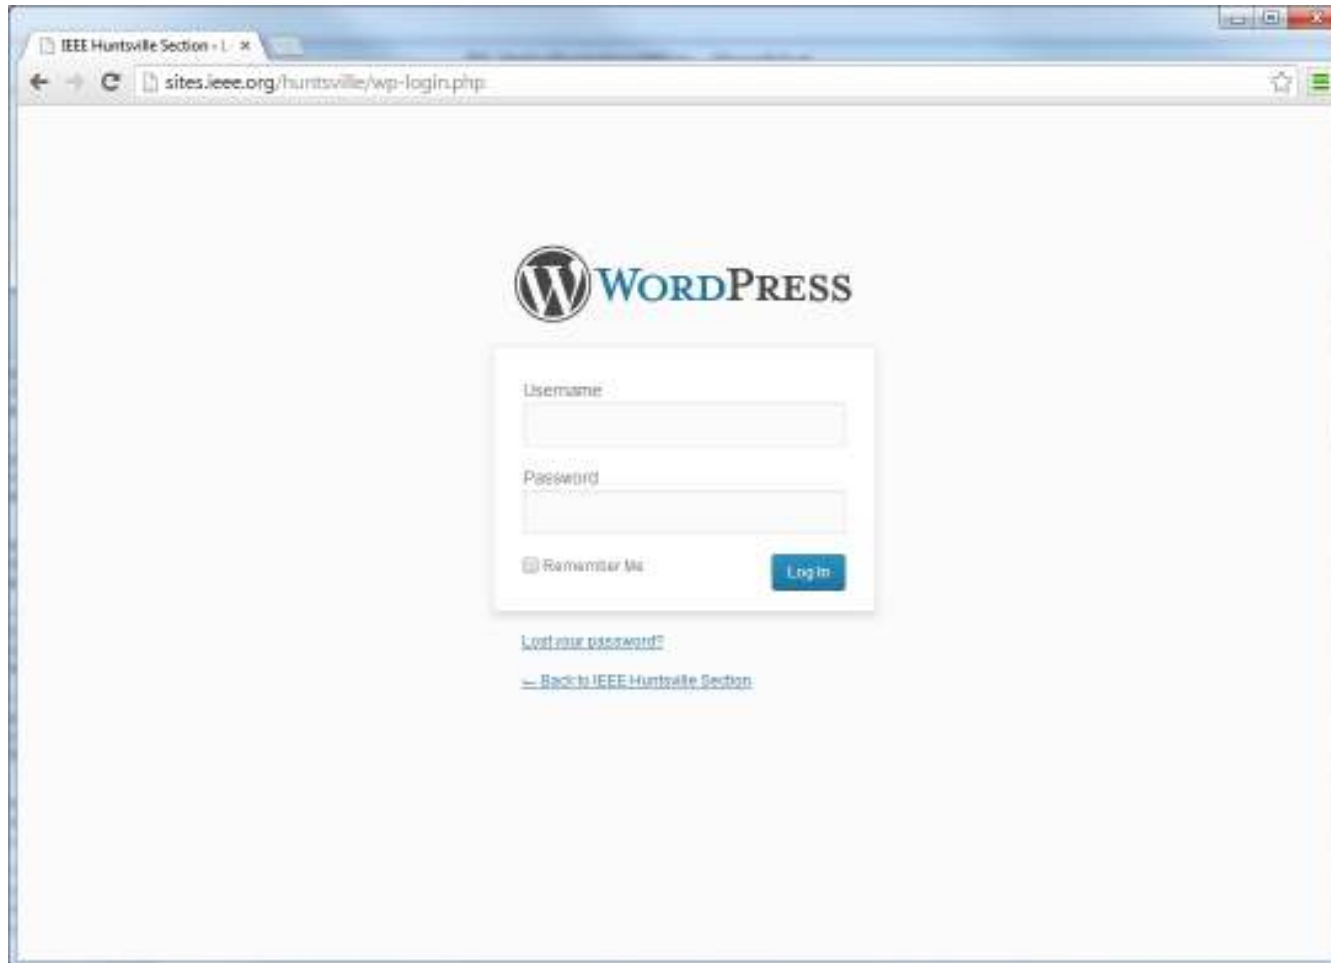 IEEE Huntsville Section › L
sites.ieee.org/huntsville/wp-login.php
W WORDPRESS
Username
Password
Remember Me
Log In
Lost your password?
← Back to IEEE Huntsville Section